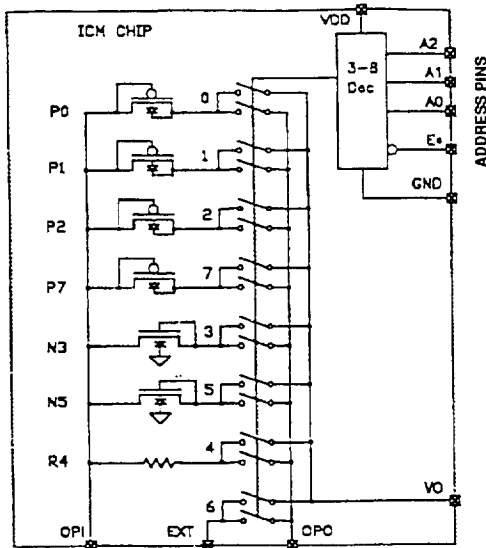 ICM CHIP
VDD
3-8
Dec
A2
A1
A0
Ee
GND
ADDRESS PINS
P0
0
P1
1
P2
2
P7
7
N3
3
N5
5
R4
4
6
VO
OPI
EXT
OPO